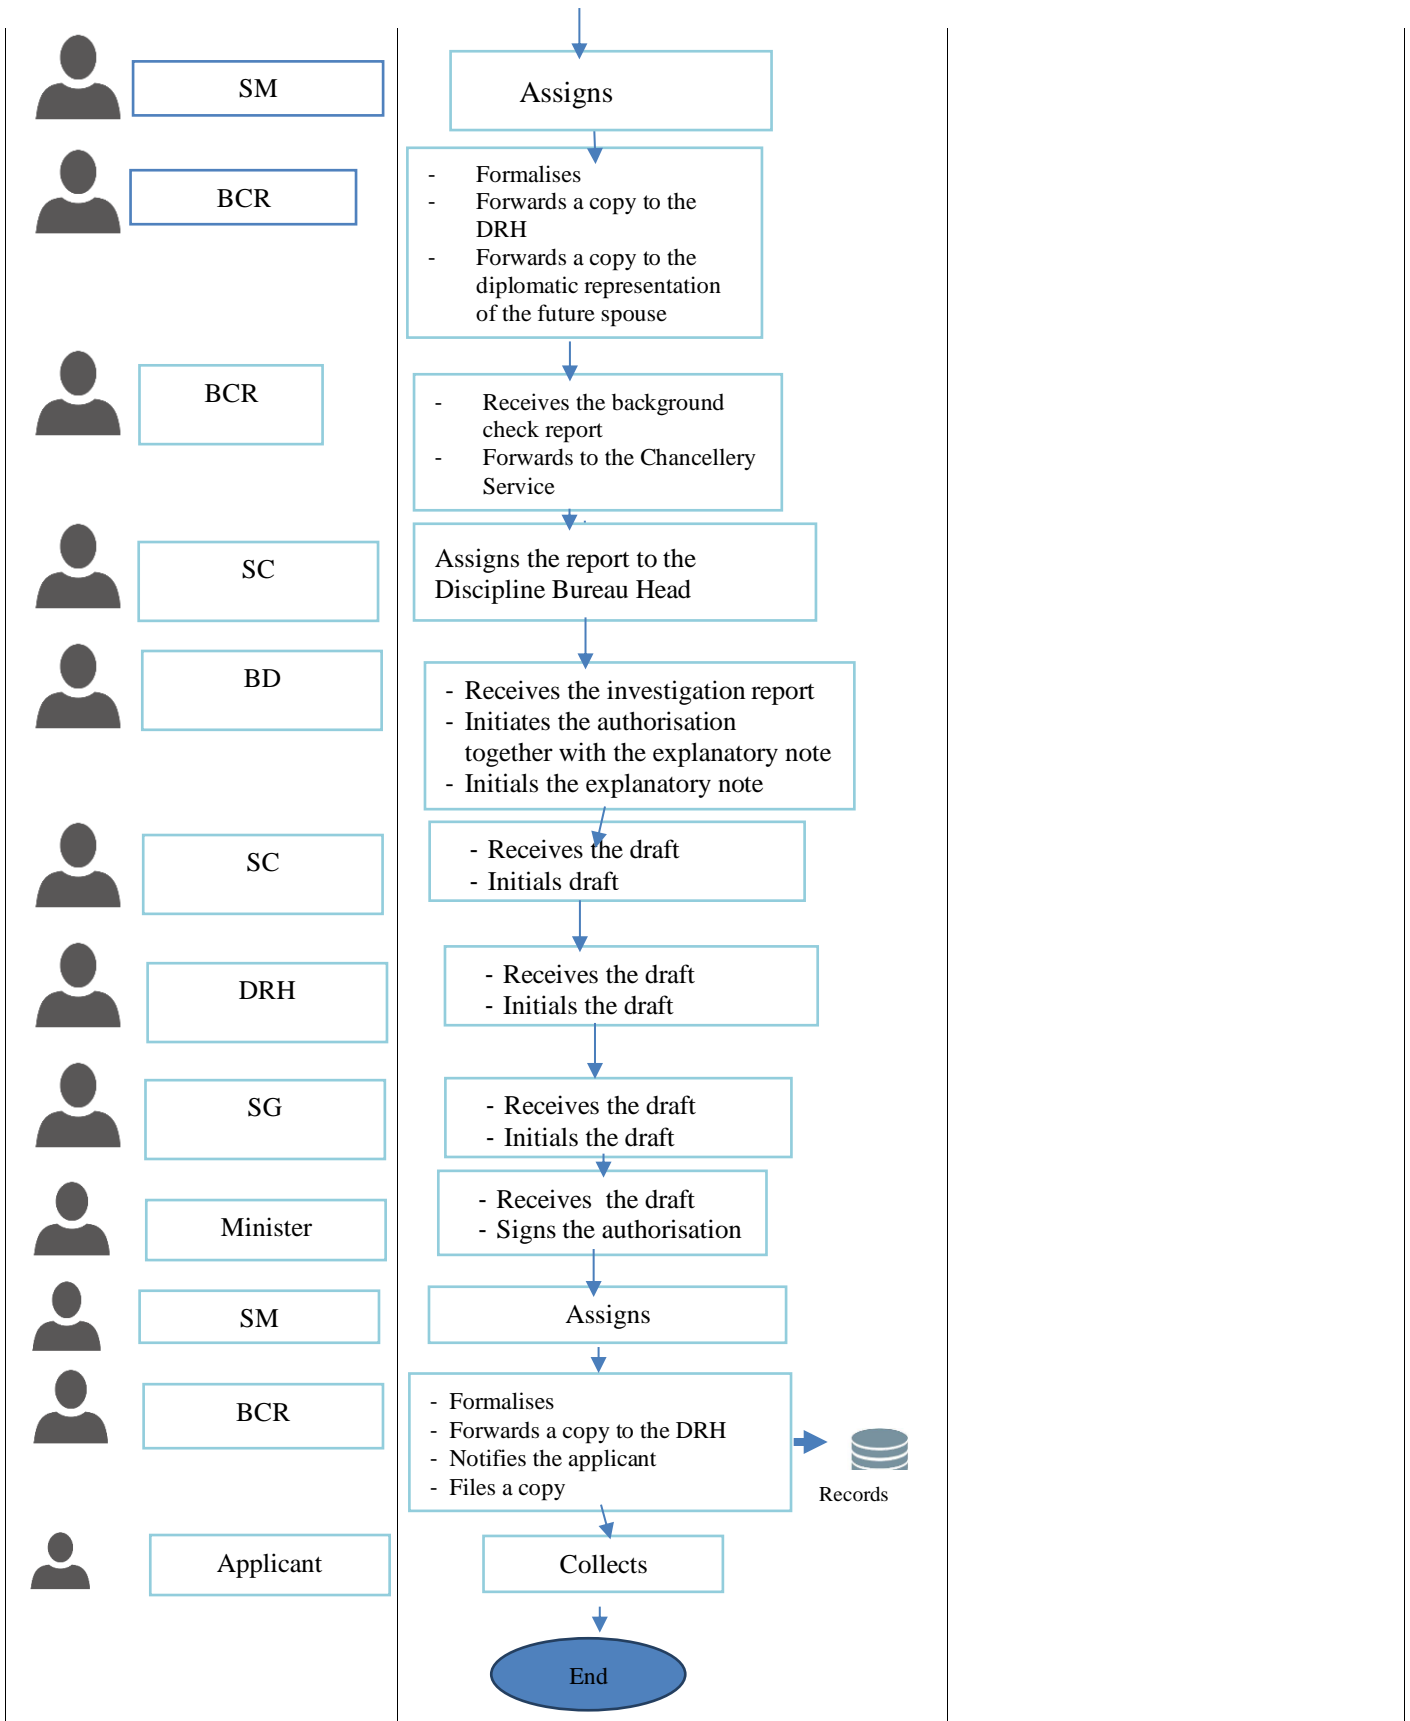 SM
Assigns
BCR
- Formalises
- Forwards a copy to the
DRH
- Forwards a copy to the
diplomatic representation
of the future spouse
BCR
- Receives the background
check report
- Forwards to the Chancellery
Service
SC
Assigns the report to the
Discipline Bureau Head
BD
- Receives the investigation report
- Initiates the authorisation
together with the explanatory note
- Initials the explanatory note
SC
- Receives the draft
- Initials draft
DRH
- Receives the draft
- Initials the draft
SG
- Receives the draft
- Initials the draft
Minister
- Receives the draft
- Signs the authorisation
SM
Assigns
BCR
- Formalises
- Forwards a copy to the DRH
- Notifies the applicant
- Files a copy
Records
Applicant
Collects
End